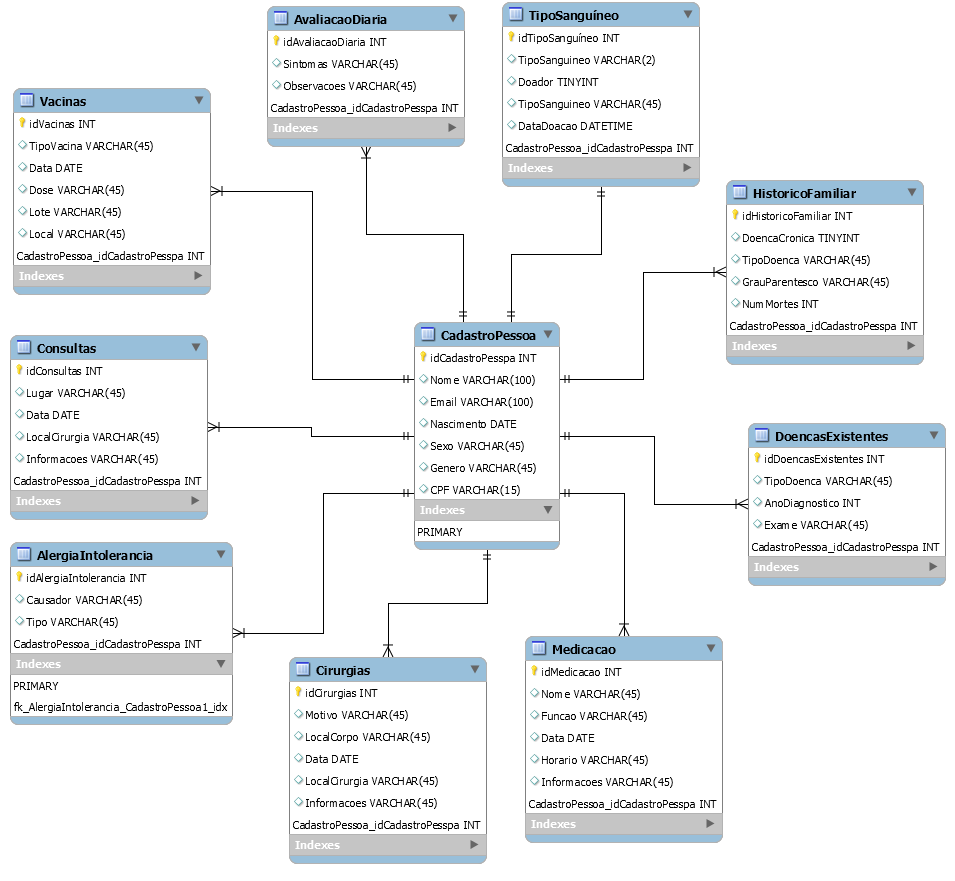 AvaliacaoDiaria
idAvaliacaoDiaria INT
Sintomas VARCHAR(45)
Observacoes VARCHAR(45)
CadastroPessoa_idCadastroPesspa INT
Indexes
TipoSanguíneo
idTipoSanguíneo INT
TipoSanguineo VARCHAR(2)
Doador TINYINT
TipoSanguineo VARCHAR(45)
DataDoacao DATETIME
CadastroPessoa_idCadastroPesspa INT
Indexes
Vacinas
idVacinas INT
TipoVacina VARCHAR(45)
Data DATE
Dose VARCHAR(45)
Lote VARCHAR(45)
Local VARCHAR(45)
CadastroPessoa_idCadastroPesspa INT
Indexes
HistoricoFamiliar
idHistoricoFamiliar INT
DoencaCronica TINYINT
TipoDoenca VARCHAR(45)
GrauParentesco VARCHAR(45)
NumMortes INT
CadastroPessoa_idCadastroPesspa INT
Indexes
CadastroPessoa
idCadastroPesspa INT
Nome VARCHAR(100)
Email VARCHAR(100)
Nascimento DATE
Sexo VARCHAR(45)
Genero VARCHAR(45)
CPF VARCHAR(15)
Indexes
PRIMARY
Consultas
idConsultas INT
Lugar VARCHAR(45)
Data DATE
LocalCirurgia VARCHAR(45)
Informacoes VARCHAR(45)
CadastroPessoa_idCadastroPesspa INT
Indexes
DoencasExistentes
idDoencasExistentes INT
TipoDoenca VARCHAR(45)
AnoDiagnostico INT
Exame VARCHAR(45)
CadastroPessoa_idCadastroPesspa INT
Indexes
AlergiaIntolerancia
idAlergiaIntolerancia INT
Causador VARCHAR(45)
Tipo VARCHAR(45)
CadastroPessoa_idCadastroPesspa INT
Indexes
PRIMARY
fk_AlergiaIntolerancia_CadastroPessoa1_idx
Cirurgias
idCirurgias INT
Motivo VARCHAR(45)
LocalCorpo VARCHAR(45)
Data DATE
LocalCirurgia VARCHAR(45)
Informacoes VARCHAR(45)
CadastroPessoa_idCadastroPesspa INT
Indexes
Medicacao
idMedicacao INT
Nome VARCHAR(45)
Funcao VARCHAR(45)
Data DATE
Horario VARCHAR(45)
Informacoes VARCHAR(45)
CadastroPessoa_idCadastroPesspa INT
Indexes